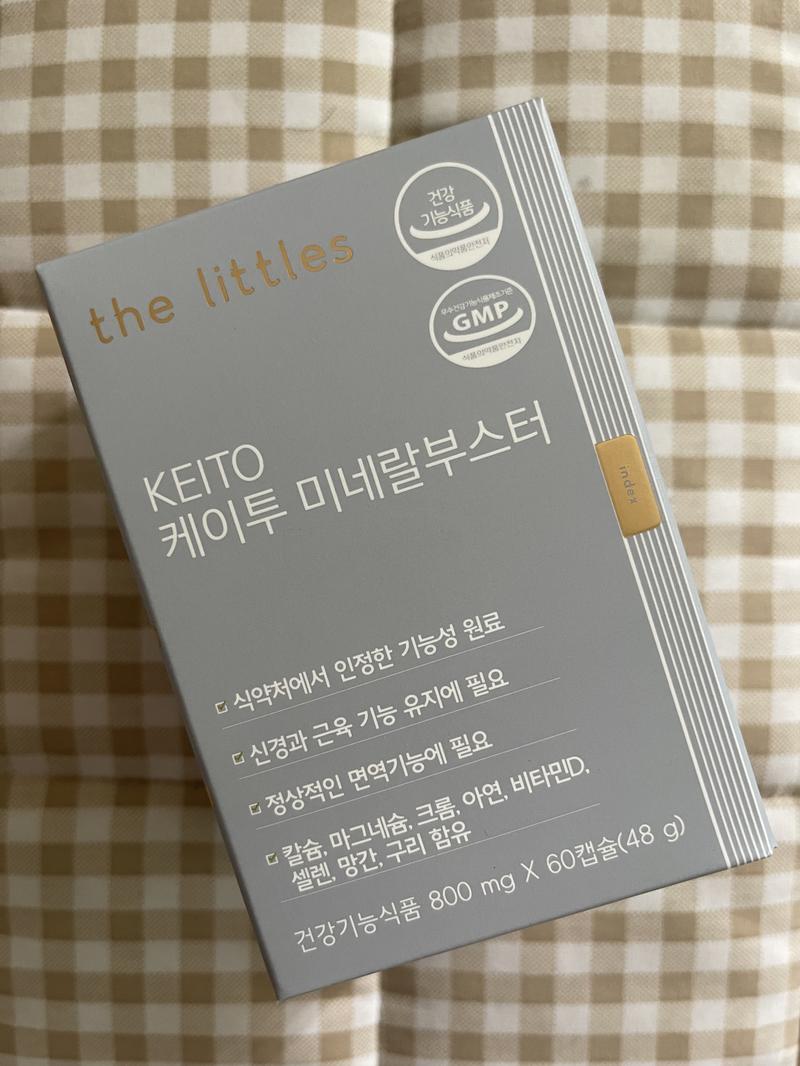 the littles
건강
기능식품
식품의약품안전처
우수건강기능식품제조기준
GMP
식품의약품안전처
KEITO
케이투 미네랄부스터
index
식약처에서 인정한 기능성 원료
신경과 근육 기능 유지에 필요
정상적인 면역기능에 필요
칼슘, 마그네슘, 크롬, 아연, 비타민D,
셀렌, 망간, 구리 함유
건강기능식품 800 mg X 60캡슐(48 g)